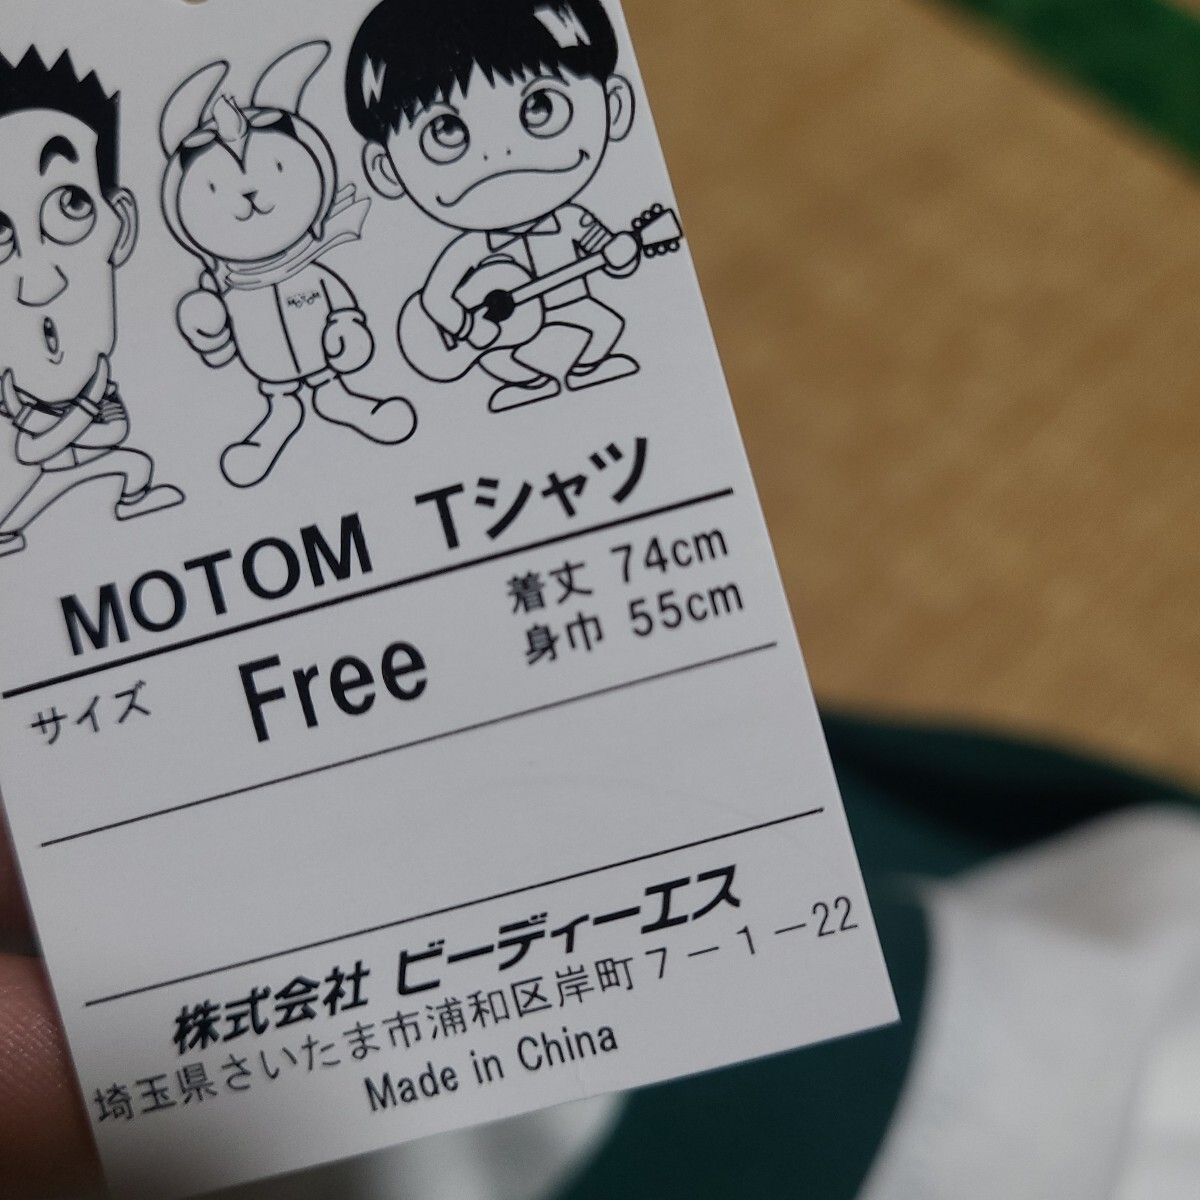 MOTOM
MOTOM Tシャツ
サイズ Free 着丈 74cm
身巾 55cm
株式会社 ビーディーエス
埼玉県さいたま市浦和区岸町7-1-22
Made in China